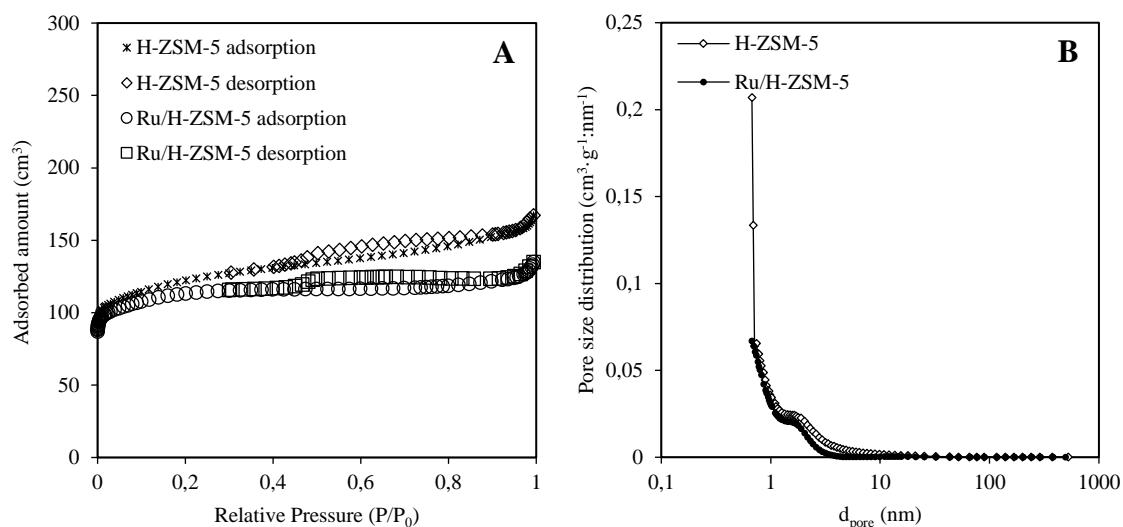 A
H-ZSM-5 adsorption
H-ZSM-5 desorption
Ru/H-ZSM-5 adsorption
Ru/H-ZSM-5 desorption
Adsorbed amount (cm³)
300
250
200
150
100
50
0
0 0,2 0,4 0,6 0,8 1
Relative Pressure (P/P₀)
B
H-ZSM-5
Ru/H-ZSM-5
Pore size distribution (cm³·g⁻¹:nm⁻¹)
0,25
0,2
0,15
0,1
0,05
0
0,1 1 10 100 1000
dₚₒᵣₑ (nm)